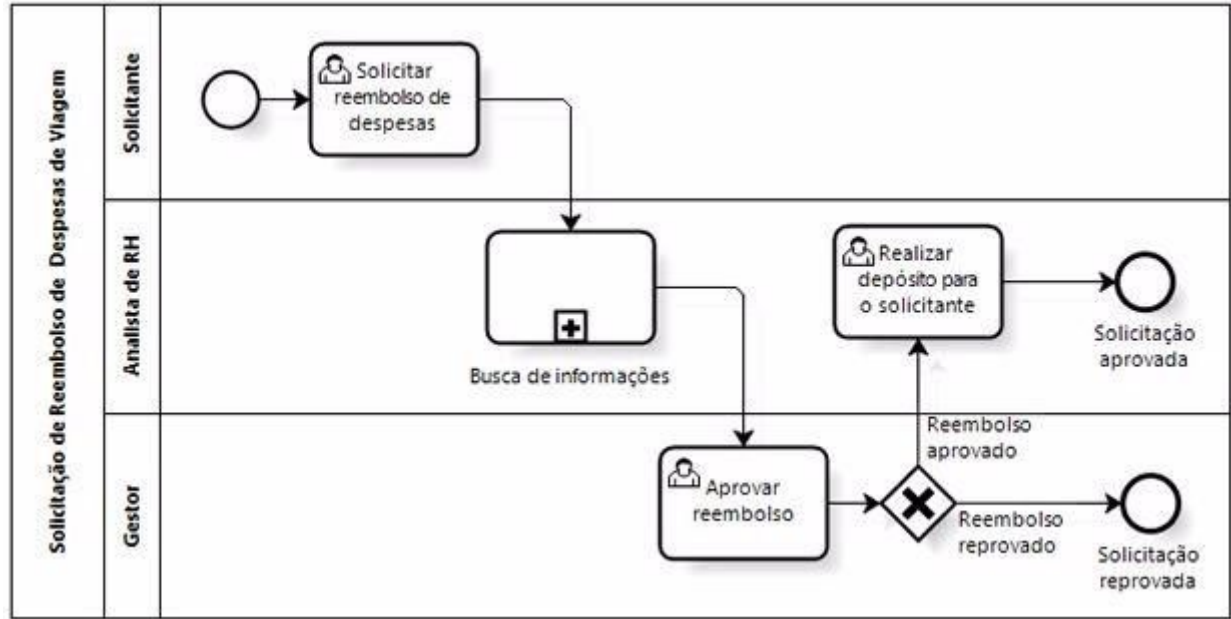 Solicitação de Reembolso de Despesas de Viagem
Solicitante
Solicitar
reembolso de
despesas
Analista de RH
Busca de informações
Realizar
depósito para
o solicitante
Solicitação
aprovada
Gestor
Aprovar
reembolso
Reembolso
aprovado
Reembolso
reprovado
Solicitação
reprovada